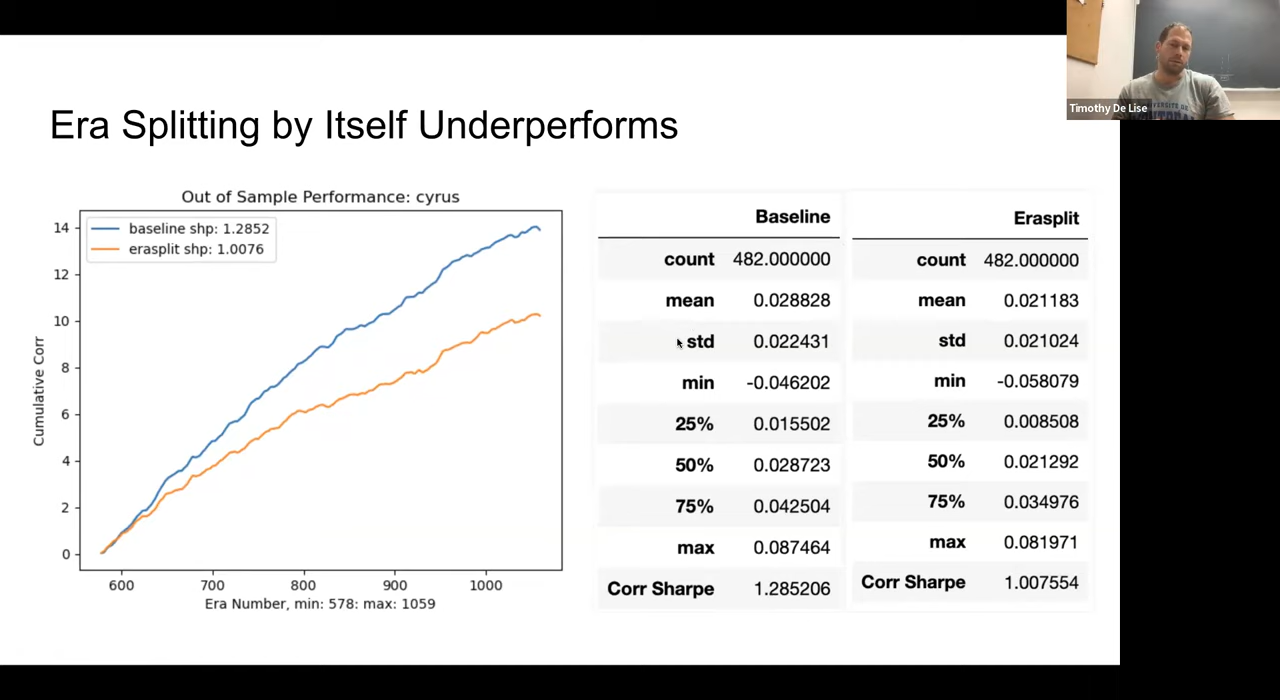 Timothy De Lise
Era Splitting by Itself Underperforms
Out of Sample Performance: cyrus
baseline shp: 1.2852
erasplit shp: 1.0076
14
12
10
8
6
4
2
0
Cumulative Corr
600 700 800 900 1000
Era Number, min: 578: max: 1059
Baseline
count 482.000000
mean 0.028828
std 0.022431
min -0.046202
25% 0.015502
50% 0.028723
75% 0.042504
max 0.087464
Corr Sharpe 1.285206
Erasplit
count 482.000000
mean 0.021183
std 0.021024
min -0.058079
25% 0.008508
50% 0.021292
75% 0.034976
max 0.081971
Corr Sharpe 1.007554